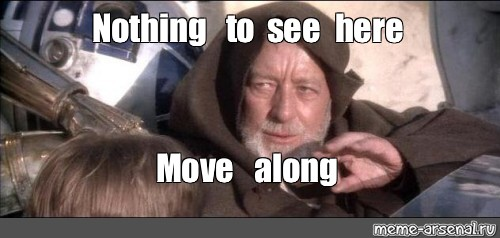 Nothing to see here
Move along
meme-arsenal.ru